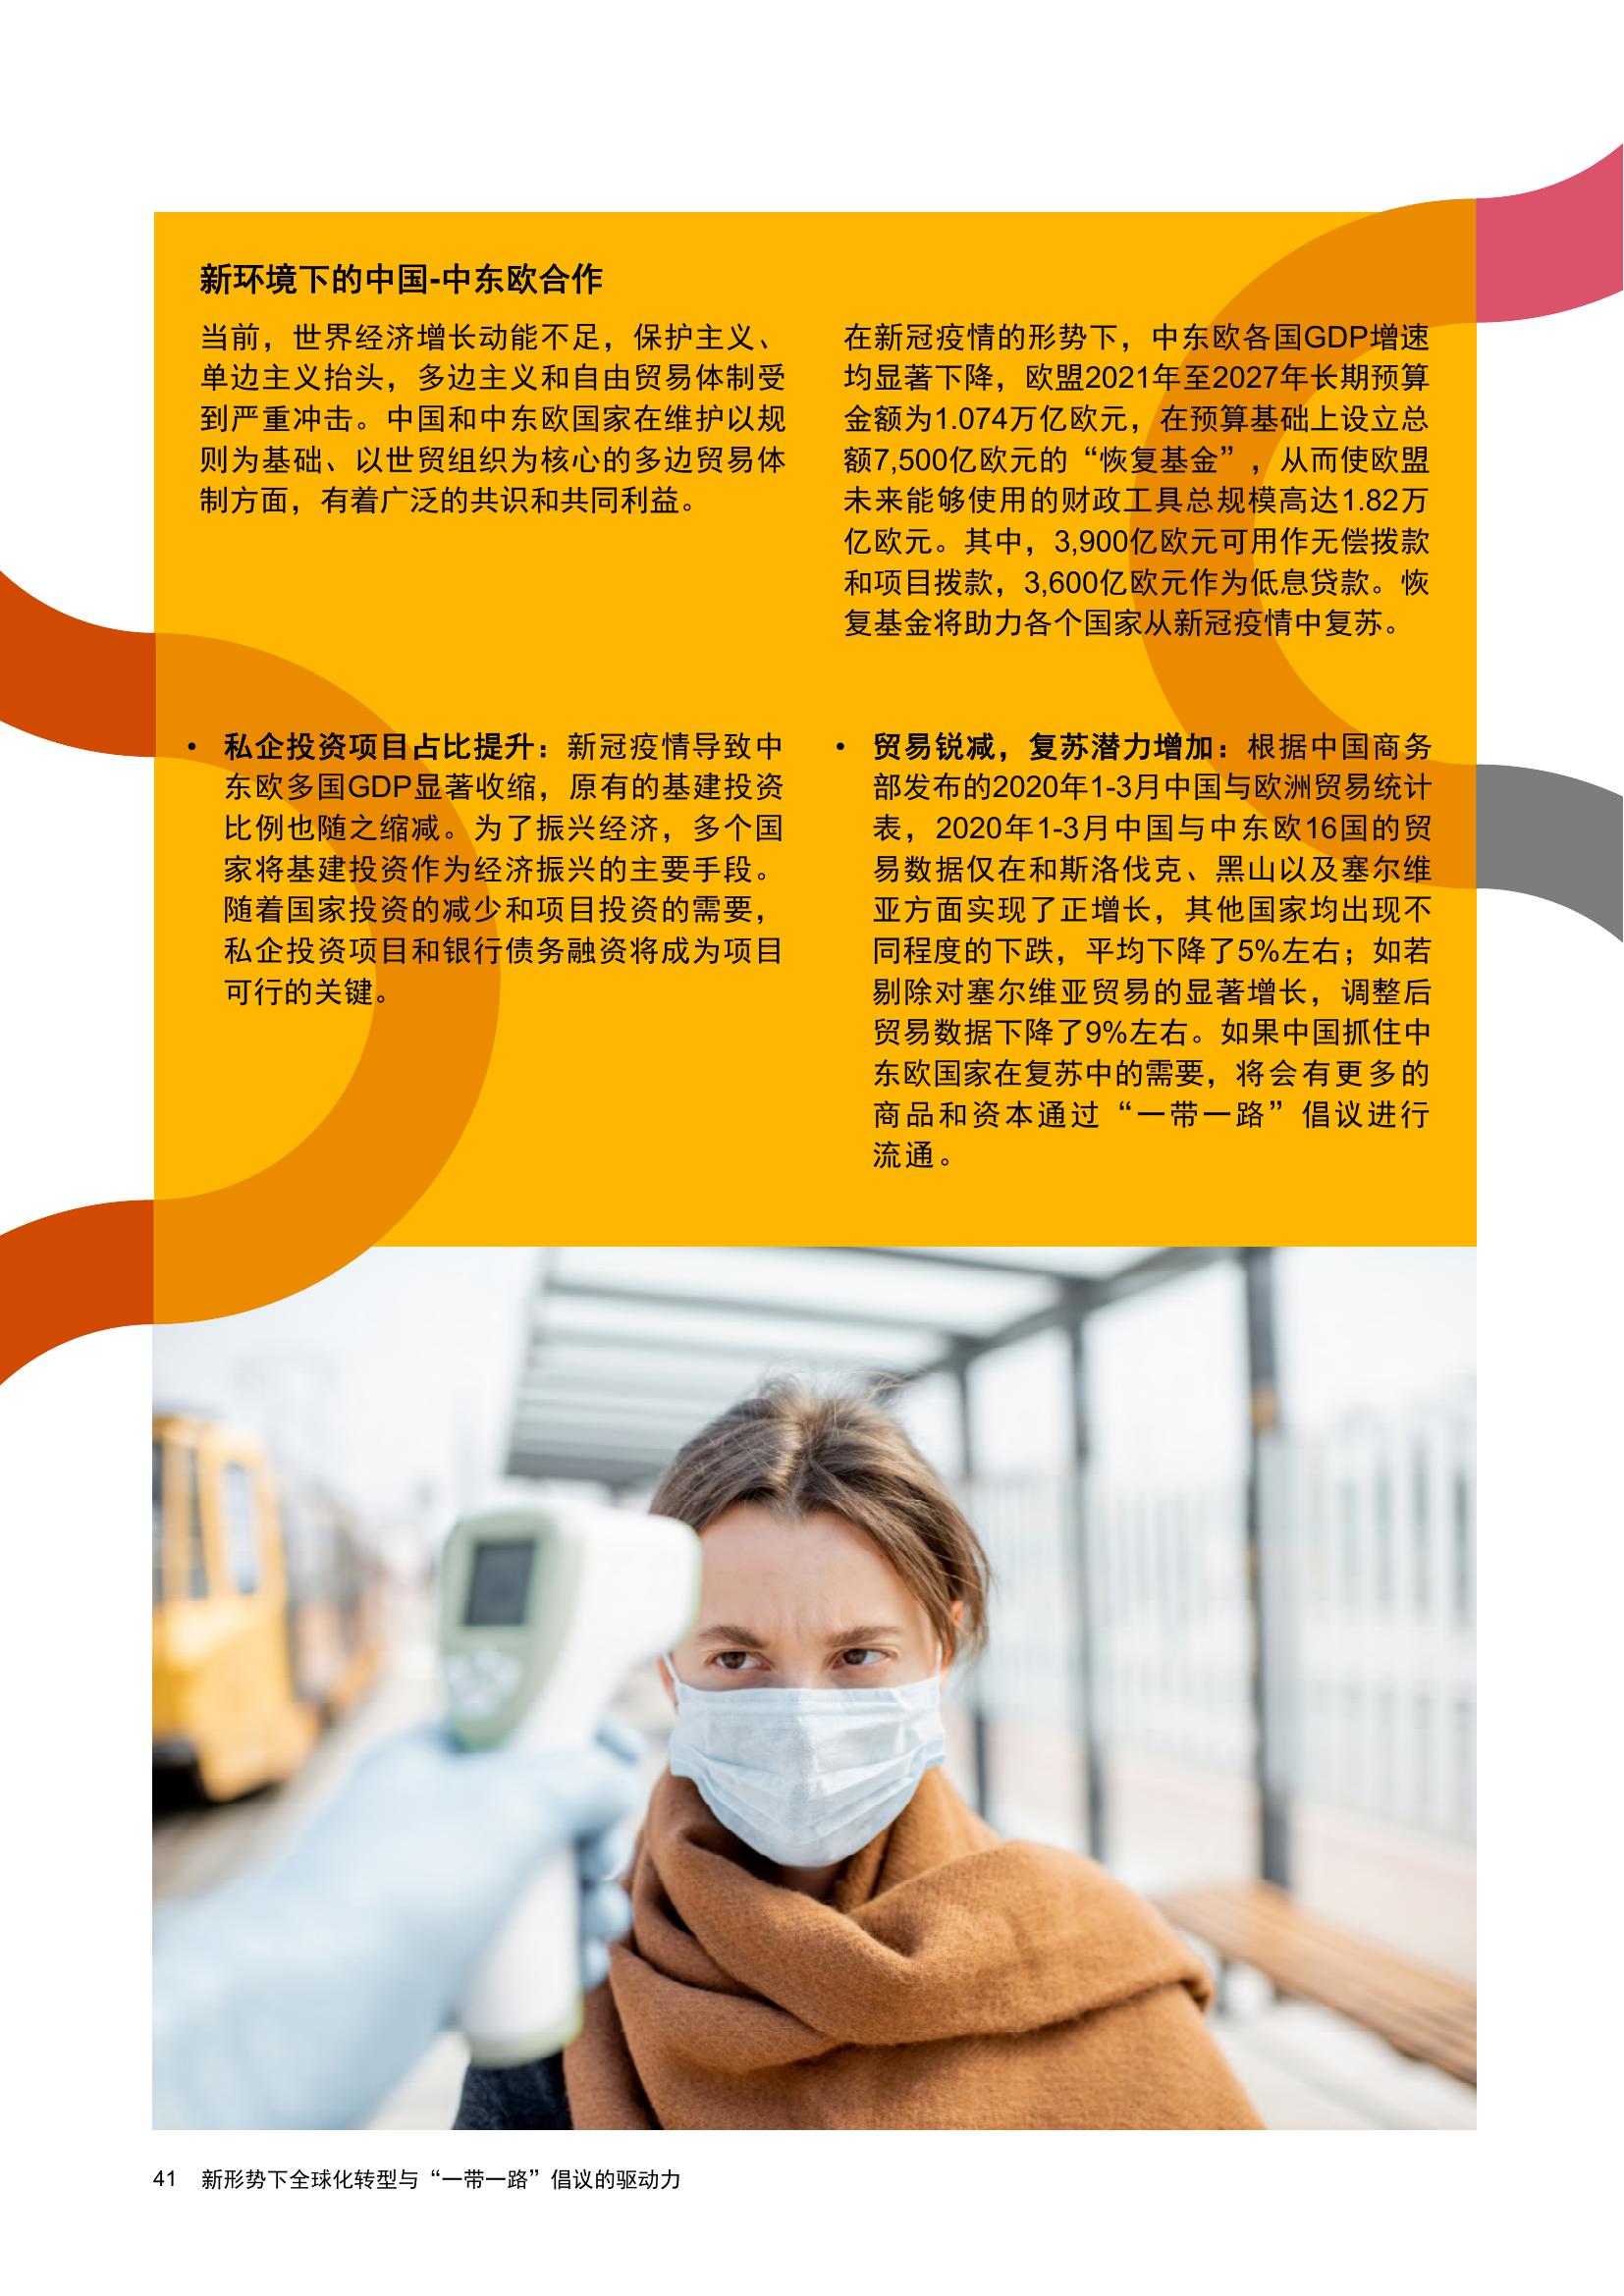 新环境下的中国-中东欧合作
当前，世界经济增长动能不足，保护主义、
单边主义抬头，多边主义和自由贸易体制受
到严重冲击。中国和中东欧国家在维护以规
则为基础、以世贸组织为核心的多边贸易体
制方面，有着广泛的共识和共同利益。
在新冠疫情的形势下，中东欧各国GDP增速
均显著下降，欧盟2021年至2027年长期预算
金额为1.074万亿欧元，在预算基础上设立总
额7,500亿欧元的“恢复基金”，从而使欧盟
未来能够使用的财政工具总规模高达1.82万
亿欧元。其中，3,900亿欧元可用作无偿拨款
和项目拨款，3,600亿欧元作为低息贷款。恢
复基金将助力各个国家从新冠疫情中复苏。
• 私企投资项目占比提升：新冠疫情导致中
东欧多国GDP显著收缩，原有的基建投资
比例也随之缩减。为了振兴经济，多个国
家将基建投资作为经济振兴的主要手段。
随着国家投资的减少和项目投资的需要，
私企投资项目和银行债务融资将成为项目
可行的关键。
• 贸易锐减，复苏潜力增加：根据中国商务
部发布的2020年1-3月中国与欧洲贸易统计
表，2020年1-3月中国与中东欧16国的贸
易数据仅在和斯洛伐克、黑山以及塞尔维
亚方面实现了正增长，其他国家均出现不
同程度的下跌，平均下降了5%左右；如若
剔除对塞尔维亚贸易的显著增长，调整后
贸易数据下降了9%左右。如果中国抓住中
东欧国家在复苏中的需要，将会有更多的
商品和资本通过“一带一路”倡议进行
流通。
41 新形势下全球化转型与“一带一路”倡议的驱动力